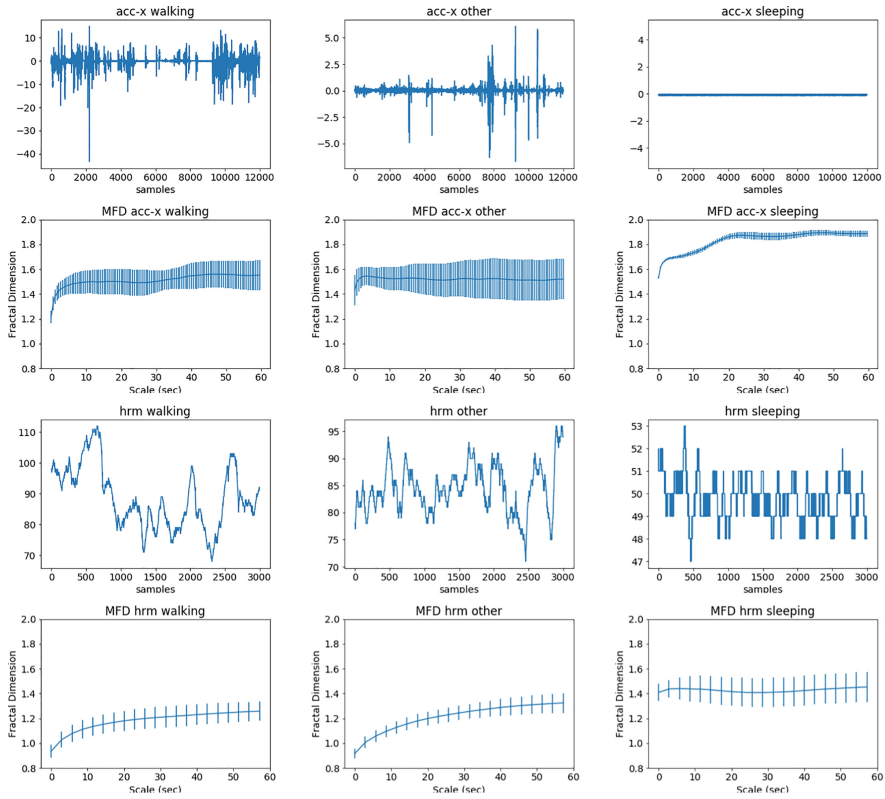 acc-x walking
10
0
−10
−20
−30
−40
0 2000 4000 6000 8000 10000 12000
samples
acc-x other
5.0
2.5
0.0
−2.5
−5.0
0 2000 4000 6000 8000 10000 12000
samples
acc-x sleeping
4
2
0
−2
−4
0 2000 4000 6000 8000 10000 12000
samples
MFD acc-x walking
Fractal Dimension
2.0
1.8
1.6
1.4
1.2
1.0
0.8
0 10 20 30 40 50 60
Scale (sec)
MFD acc-x other
Fractal Dimension
2.0
1.8
1.6
1.4
1.2
1.0
0.8
0 10 20 30 40 50 60
Scale (sec)
MFD acc-x sleeping
Fractal Dimension
2.0
1.8
1.6
1.4
1.2
1.0
0.8
0 10 20 30 40 50 60
Scale (sec)
hrm walking
110
100
90
80
70
0 500 1000 1500 2000 2500 3000
samples
hrm other
95
90
85
80
75
70
0 500 1000 1500 2000 2500 3000
samples
hrm sleeping
53
52
51
50
49
48
47
0 500 1000 1500 2000 2500 3000
samples
MFD hrm walking
Fractal Dimension
2.0
1.8
1.6
1.4
1.2
1.0
0.8
0 10 20 30 40 50 60
Scale (sec)
MFD hrm other
Fractal Dimension
2.0
1.8
1.6
1.4
1.2
1.0
0.8
0 10 20 30 40 50 60
Scale (sec)
MFD hrm sleeping
Fractal Dimension
2.0
1.8
1.6
1.4
1.2
1.0
0.8
0 10 20 30 40 50 60
Scale (sec)